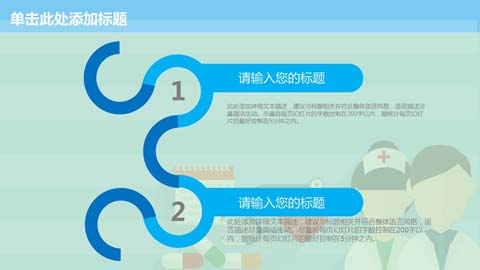 单击此处添加标题
1
请输入您的标题
此处添加详细文本描述，建议与标题相关并符合整体语言风格，语言描述尽
量简洁生动。尽量将每页幻灯片的字数控制在200字以内，据统计每页幻灯
片的最好控制在5分钟之内。
2
请输入您的标题
此处添加详细文本描述，建议与标题相关并符合整体语言风格，语
言描述尽量简洁生动。尽量将每页幻灯片的字数控制在200字以
内，据统计每页幻灯片的最好控制在5分钟之内。